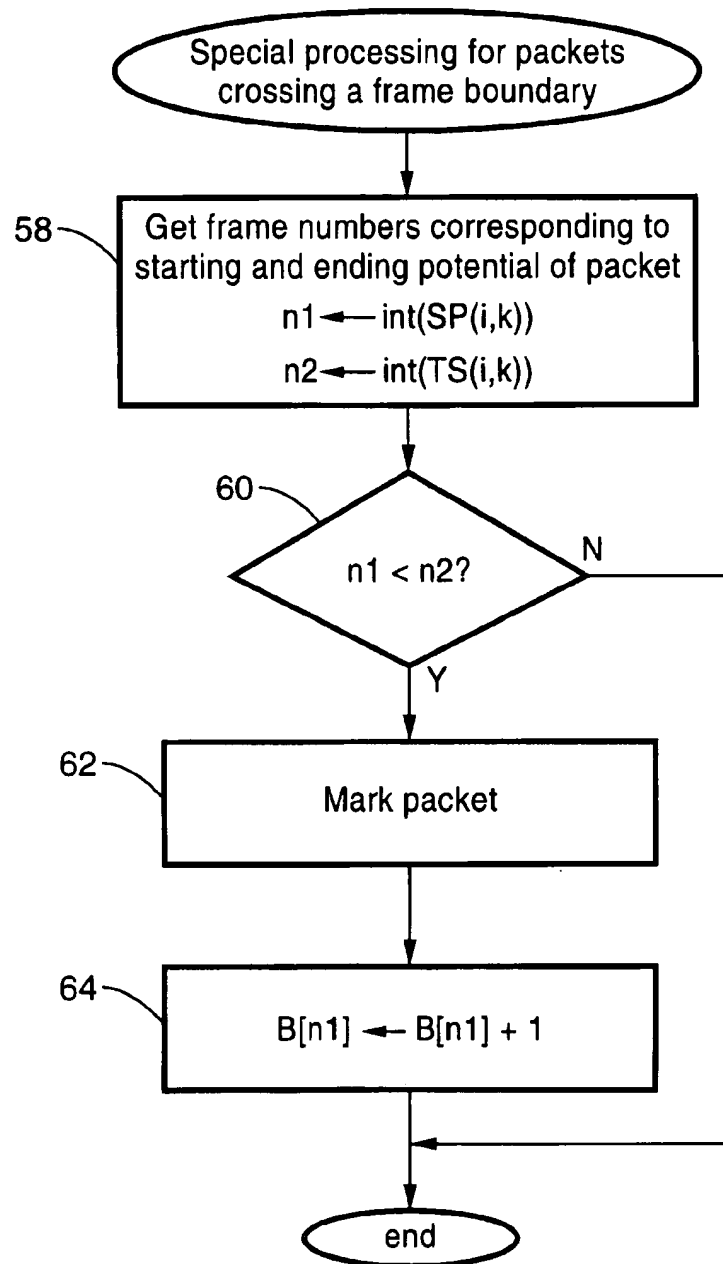 Special processing for packets
crossing a frame boundary
58
Get frame numbers corresponding to
starting and ending potential of packet
n1 ← int(SP(i,k))
n2 ← int(TS(i,k))
60
n1 < n2?
N
Y
62
Mark packet
64
B[n1] ← B[n1] + 1
end